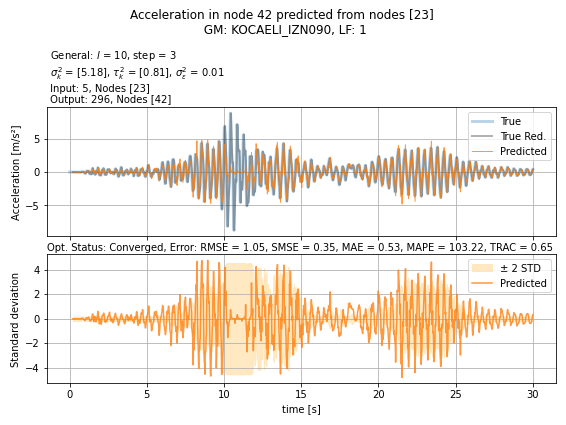 Acceleration in node 42 predicted from nodes [23]
GM: KOCAELI_IZN090, LF: 1
General: l = 10, step = 3
σ²ₖ = [5.18], τ²ₖ = [0.81], σ²ε = 0.01
Input: 5, Nodes [23]
Output: 296, Nodes [42]
True
True Red.
Predicted
Acceleration [m/s²]
5
0
−5
Opt. Status: Converged, Error: RMSE = 1.05, SMSE = 0.35, MAE = 0.53, MAPE = 103.22, TRAC = 0.65
± 2 STD
Predicted
Standard deviation
4
2
0
−2
−4
0 5 10 15 20 25 30
time [s]